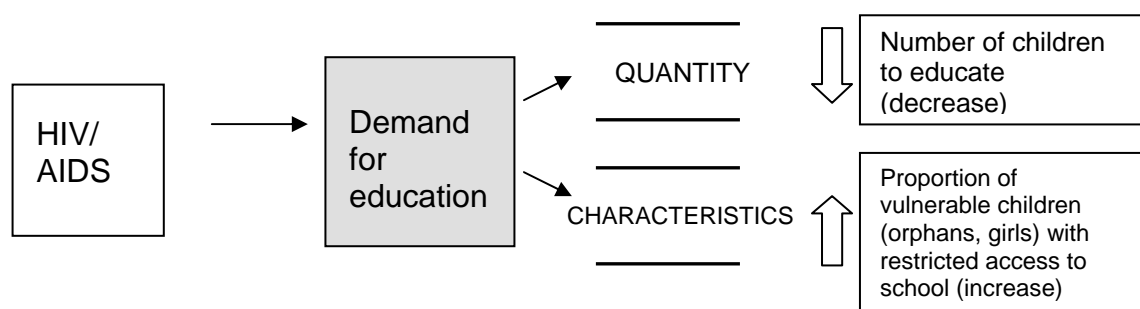 HIV/
AIDS
Demand
for
education
QUANTITY
Number of children
to educate
(decrease)
CHARACTERISTICS
Proportion of
vulnerable children
(orphans, girls) with
restricted access to
school (increase)